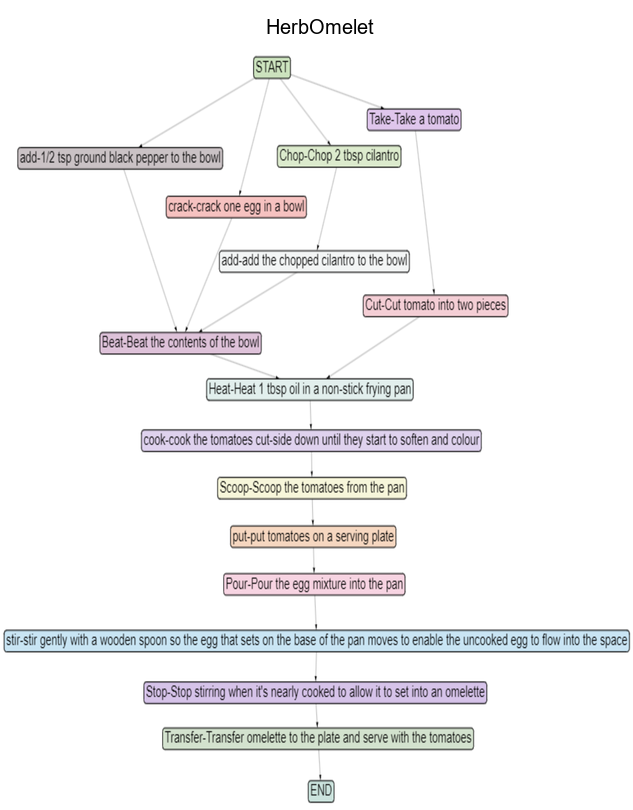 HerbOmelet
START
Take-Take a tomato
add-1/2 tsp ground black pepper to the bowl
Chop-Chop 2 tbsp cilantro
crack-crack one egg in a bowl
add-add the chopped cilantro to the bowl
Cut-Cut tomato into two pieces
Beat-Beat the contents of the bowl
Heat-Heat 1 tbsp oil in a non-stick frying pan
cook-cook the tomatoes cut-side down until they start to soften and colour
Scoop-Scoop the tomatoes from the pan
put-put tomatoes on a serving plate
Pour-Pour the egg mixture into the pan
stir-stir gently with a wooden spoon so the egg that sets on the base of the pan moves to enable the uncooked egg to flow into the space
Stop-Stop stirring when it's nearly cooked to allow it to set into an omelette
Transfer-Transfer omelette to the plate and serve with the tomatoes
END